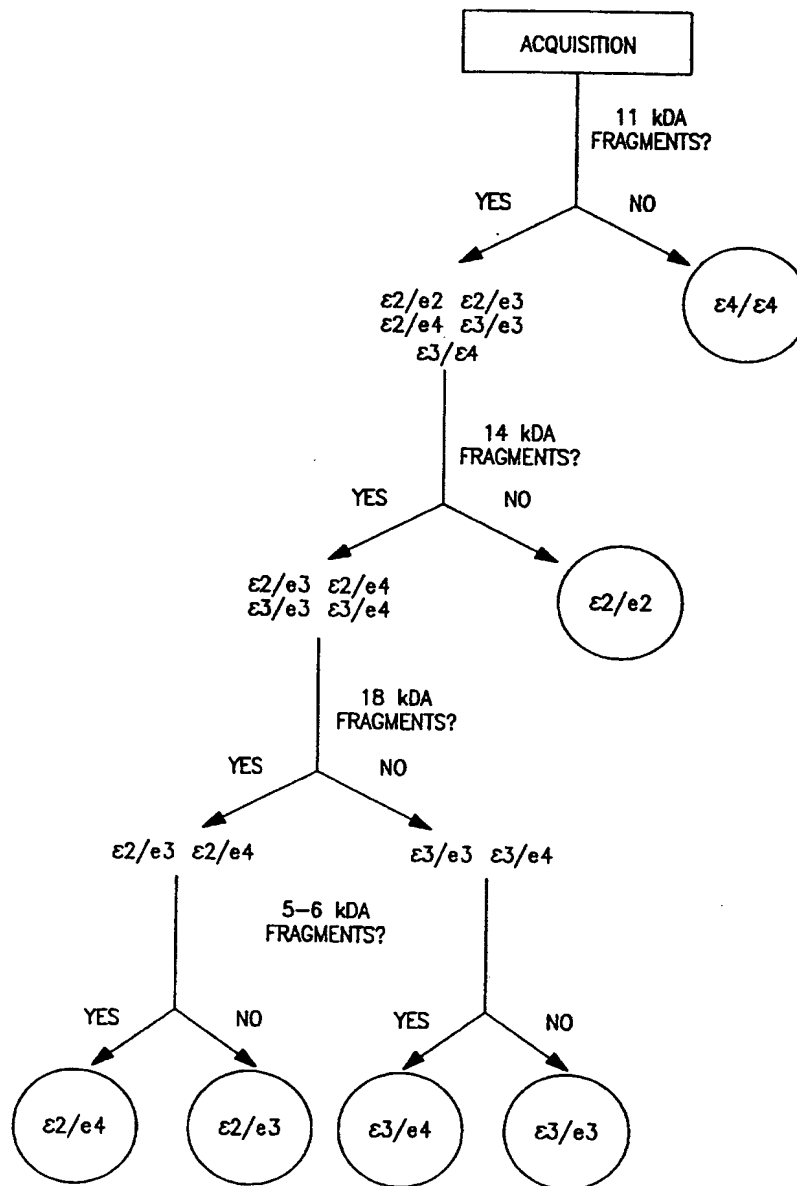 ACQUISITION
11 kDA
FRAGMENTS?
YES NO
ε2/e2 ε2/e3
ε2/e4 ε3/e3
ε3/ε4
ε4/ε4
14 kDA
FRAGMENTS?
YES NO
ε2/e3 ε2/e4
ε3/e3 ε3/e4
ε2/e2
18 kDA
FRAGMENTS?
YES NO
ε2/e3 ε2/e4
ε3/e3 ε3/e4
5-6 kDA
FRAGMENTS?
YES NO
YES NO
ε2/e4
ε2/e3
ε3/e4
ε3/e3